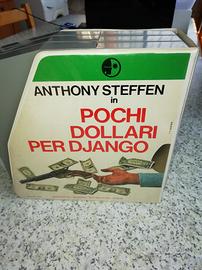 ANTHONY STEFFEN
in
POCHI
DOLLARI
PER DJANGO